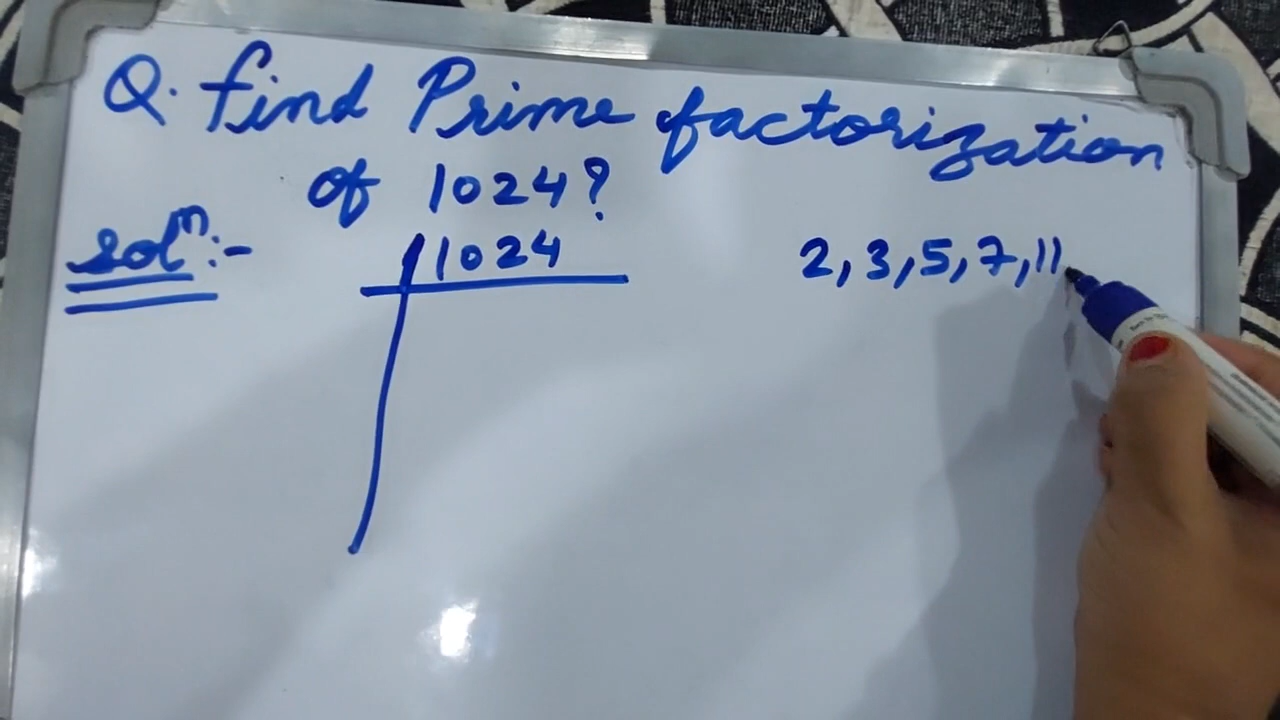 Q. find Prime factorization
of 1024?
solⁿ:-
1024
2,3,5,7,11